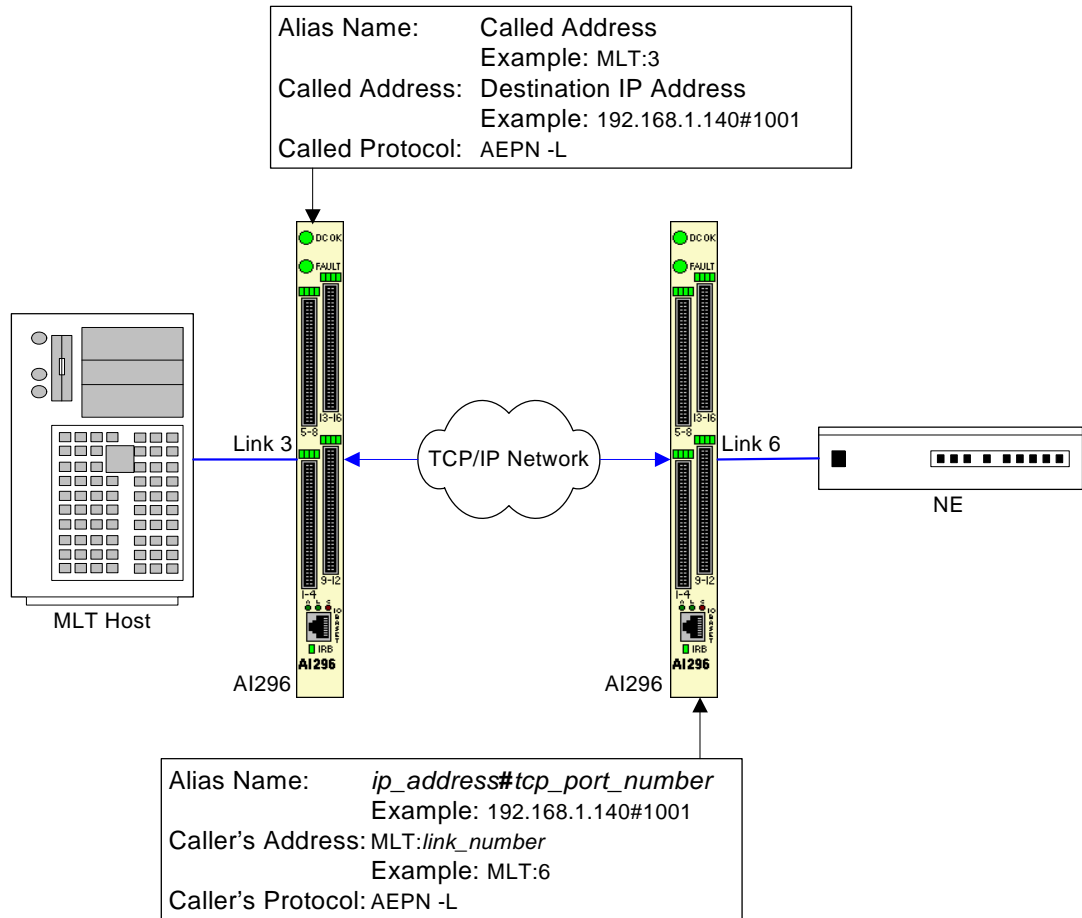 Alias Name: Called Address
Example: MLT:3
Called Address: Destination IP Address
Example: 192.168.1.140#1001
Called Protocol: AEPN -L
DC OK
FAULT
5-8
13-16
1-4
9-12
A L S
10BASET
IRB
AI296
AI296
DC OK
FAULT
5-8
13-16
1-4
9-12
A L S
10BASET
IRB
AI296
AI296
Link 3
TCP/IP Network
Link 6
MLT Host
NE
Alias Name: ip_address#tcp_port_number
Example: 192.168.1.140#1001
Caller's Address: MLT:link_number
Example: MLT:6
Caller's Protocol: AEPN -L